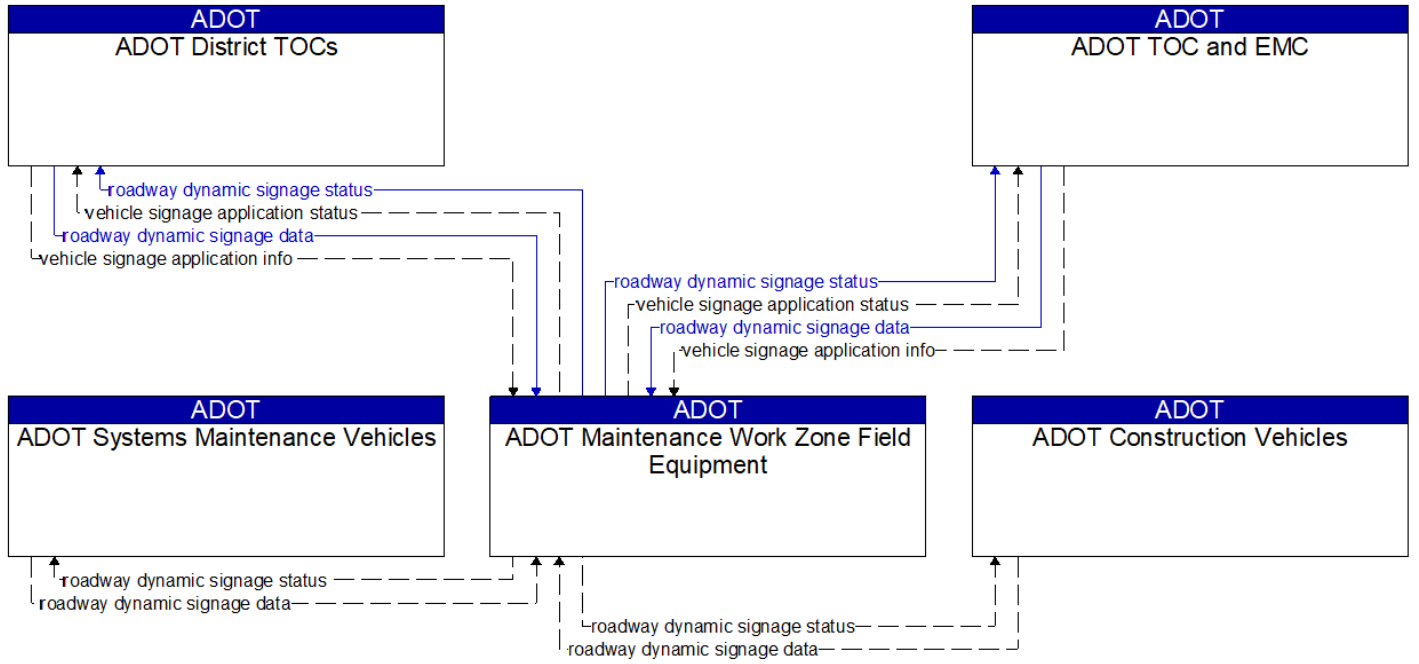 ADOT
ADOT District TOCs
ADOT
ADOT TOC and EMC
roadway dynamic signage status
vehicle signage application status
roadway dynamic signage data
vehicle signage application info
roadway dynamic signage status
vehicle signage application status
roadway dynamic signage data
vehicle signage application info
ADOT
ADOT Systems Maintenance Vehicles
ADOT
ADOT Maintenance Work Zone Field
Equipment
ADOT
ADOT Construction Vehicles
roadway dynamic signage status
roadway dynamic signage data
roadway dynamic signage status
roadway dynamic signage data